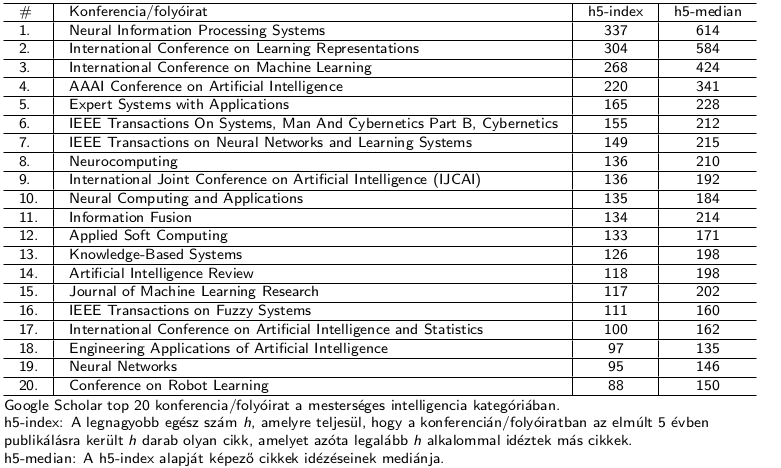 # Konferencia/folyóirat h5-index h5-median
1. Neural Information Processing Systems 337 614
2. International Conference on Learning Representations 304 584
3. International Conference on Machine Learning 268 424
4. AAAI Conference on Artificial Intelligence 220 341
5. Expert Systems with Applications 165 228
6. IEEE Transactions On Systems, Man And Cybernetics Part B, Cybernetics 155 212
7. IEEE Transactions on Neural Networks and Learning Systems 149 215
8. Neurocomputing 136 210
9. International Joint Conference on Artificial Intelligence (IJCAI) 136 192
10. Neural Computing and Applications 135 184
11. Information Fusion 134 214
12. Applied Soft Computing 133 171
13. Knowledge-Based Systems 126 198
14. Artificial Intelligence Review 118 198
15. Journal of Machine Learning Research 117 202
16. IEEE Transactions on Fuzzy Systems 111 160
17. International Conference on Artificial Intelligence and Statistics 100 162
18. Engineering Applications of Artificial Intelligence 97 135
19. Neural Networks 95 146
20. Conference on Robot Learning 88 150
Google Scholar top 20 konferencia/folyóirat a mesterséges intelligencia kategóriában.
h5-index: A legnagyobb egész szám h, amelyre teljesül, hogy a konferencián/folyóiratban az elmúlt 5 évben
publikálásra került h darab olyan cikk, amelyet azóta legalább h alkalommal idéztek más cikkek.
h5-median: A h5-index alapját képező cikkek idézéseinek mediánja.